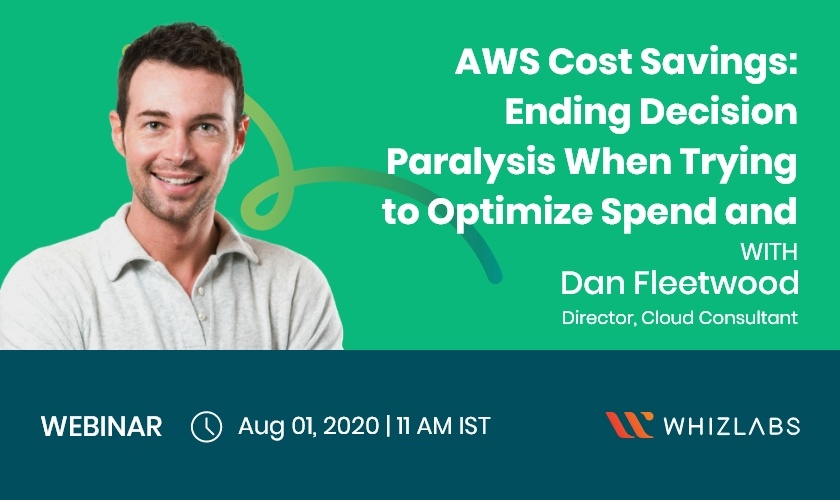 AWS Cost Savings:
Ending Decision
Paralysis When Trying
to Optimize Spend and
WITH
Dan Fleetwood
Director, Cloud Consultant
WEBINAR
Aug 01, 2020 | 11 AM IST
WHIZLABS